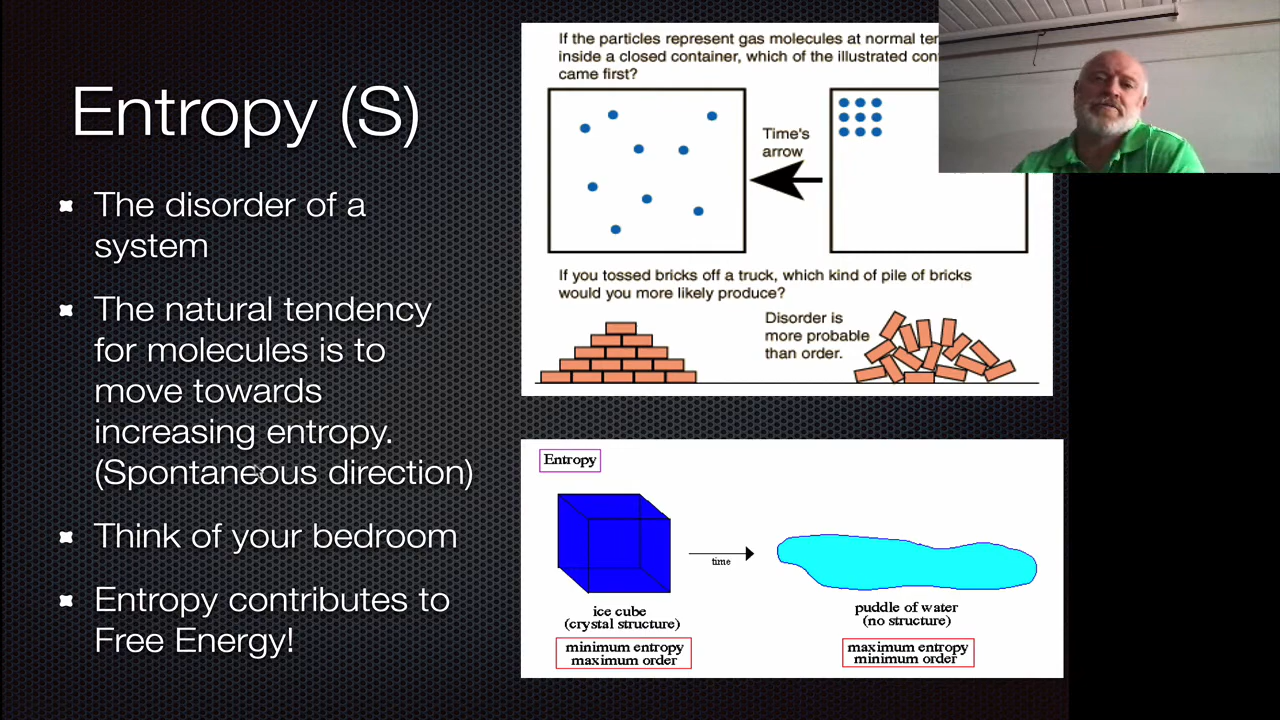 Entropy (S)
The disorder of a
system
The natural tendency
for molecules is to
move towards
increasing entropy.
(Spontaneous direction)
Think of your bedroom
Entropy contributes to
Free Energy!
If the particles represent gas molecules at normal
inside a closed container, which of the illustrated
came first?
Time's
arrow
If you tossed bricks off a truck, which kind of pile of bricks
would you more likely produce?
Disorder is
more probable
than order.
Entropy
time
ice cube
(crystal structure)
minimum entropy
maximum order
puddle of water
(no structure)
maximum entropy
minimum order